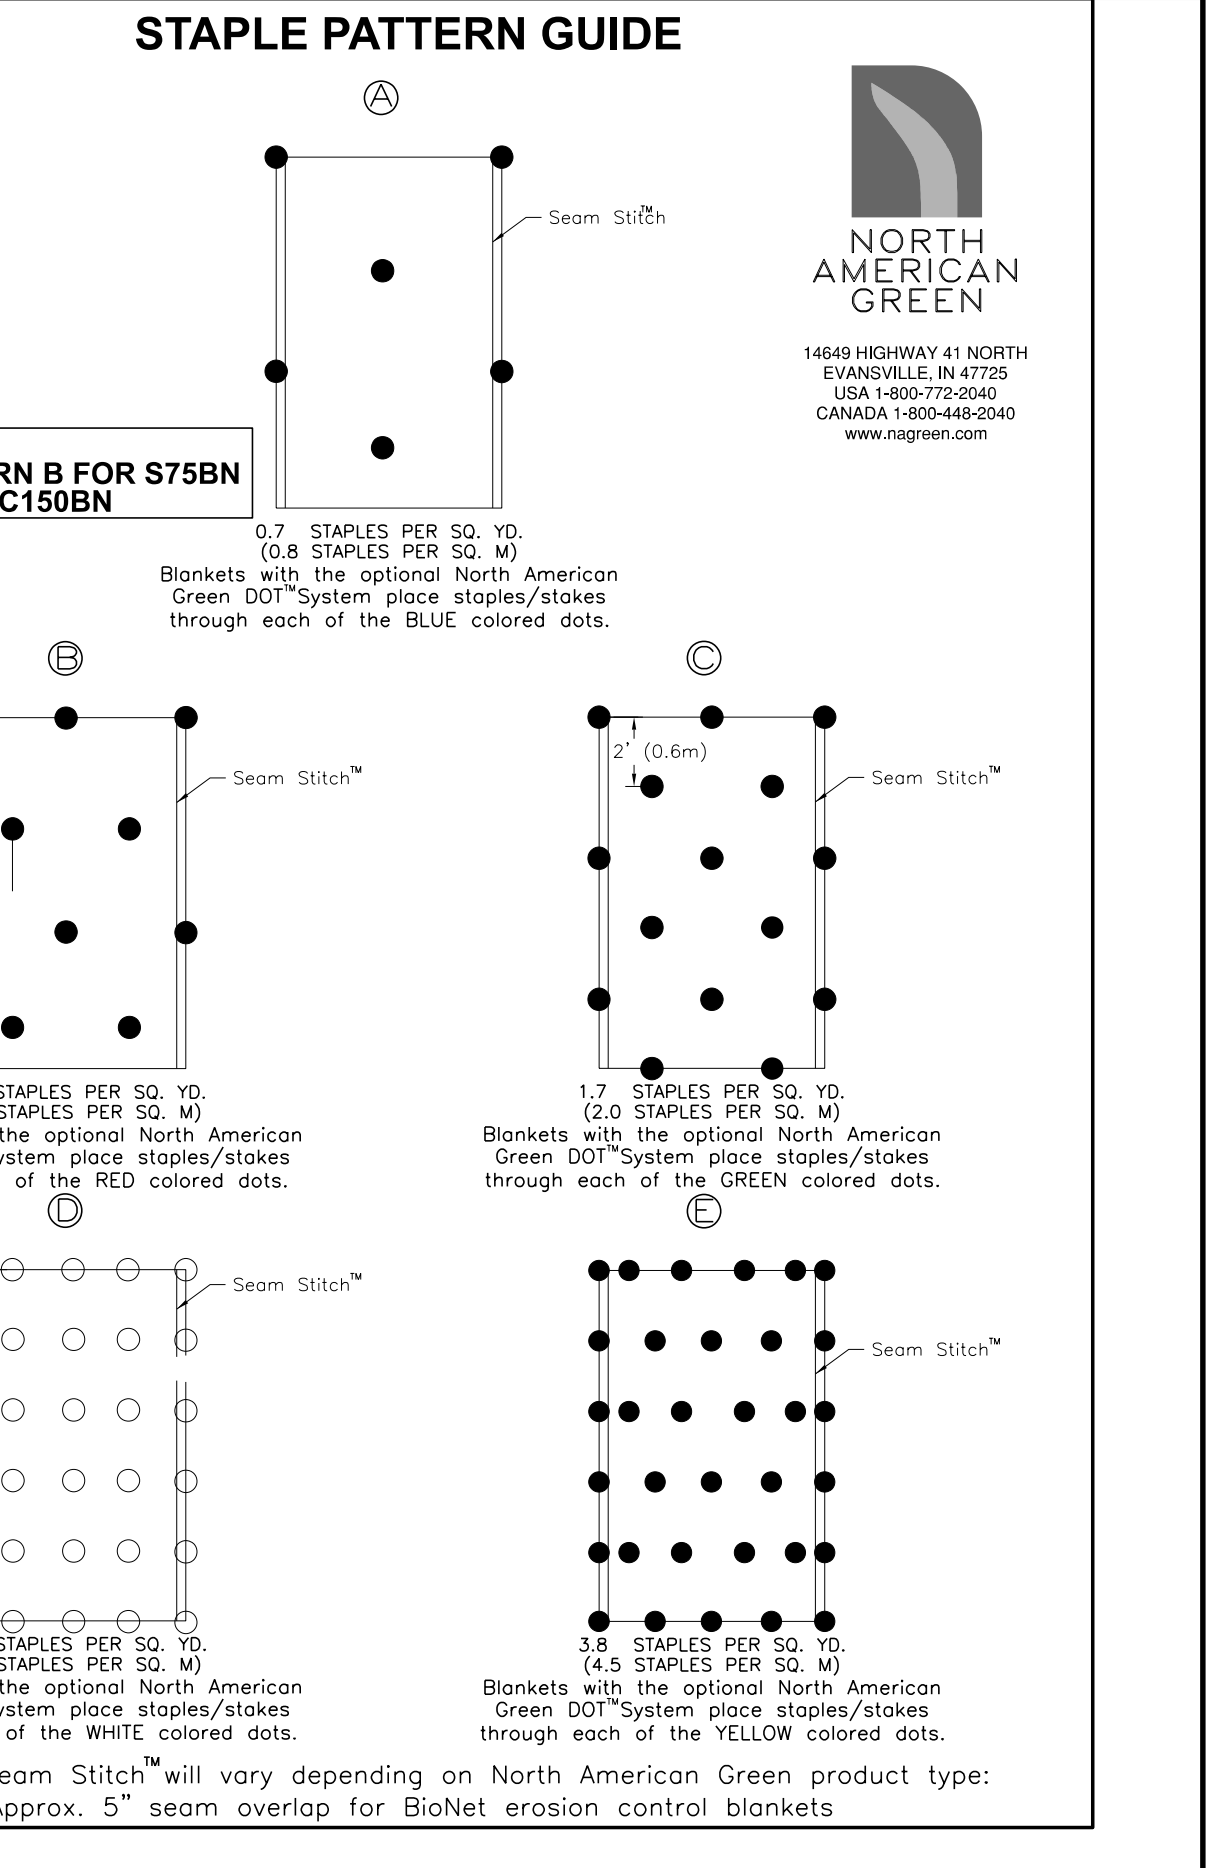 STAPLE PATTERN GUIDE
A
Seam Stitch™
NORTH
AMERICAN
GREEN
14649 HIGHWAY 41 NORTH
EVANSVILLE, IN 47725
USA 1-800-772-2040
CANADA 1-800-448-2040
www.nagreen.com
RN B FOR S75BN
C150BN
0.7 STAPLES PER SQ. YD.
(0.8 STAPLES PER SQ. M)
Blankets with the optional North American
Green DOT™System place staples/stakes
through each of the BLUE colored dots.
B
Seam Stitch™
STAPLES PER SQ. YD.
STAPLES PER SQ. M)
the optional North American
ystem place staples/stakes
of the RED colored dots.
C
2' (0.6m)
Seam Stitch™
1.7 STAPLES PER SQ. YD.
(2.0 STAPLES PER SQ. M)
Blankets with the optional North American
Green DOT™System place staples/stakes
through each of the GREEN colored dots.
D
Seam Stitch™
STAPLES PER SQ. YD.
STAPLES PER SQ. M)
the optional North American
ystem place staples/stakes
of the WHITE colored dots.
E
Seam Stitch™
3.8 STAPLES PER SQ. YD.
(4.5 STAPLES PER SQ. M)
Blankets with the optional North American
Green DOT™System place staples/stakes
through each of the YELLOW colored dots.
eam Stitch™will vary depending on North American Green product type:
Approx. 5" seam overlap for BioNet erosion control blankets